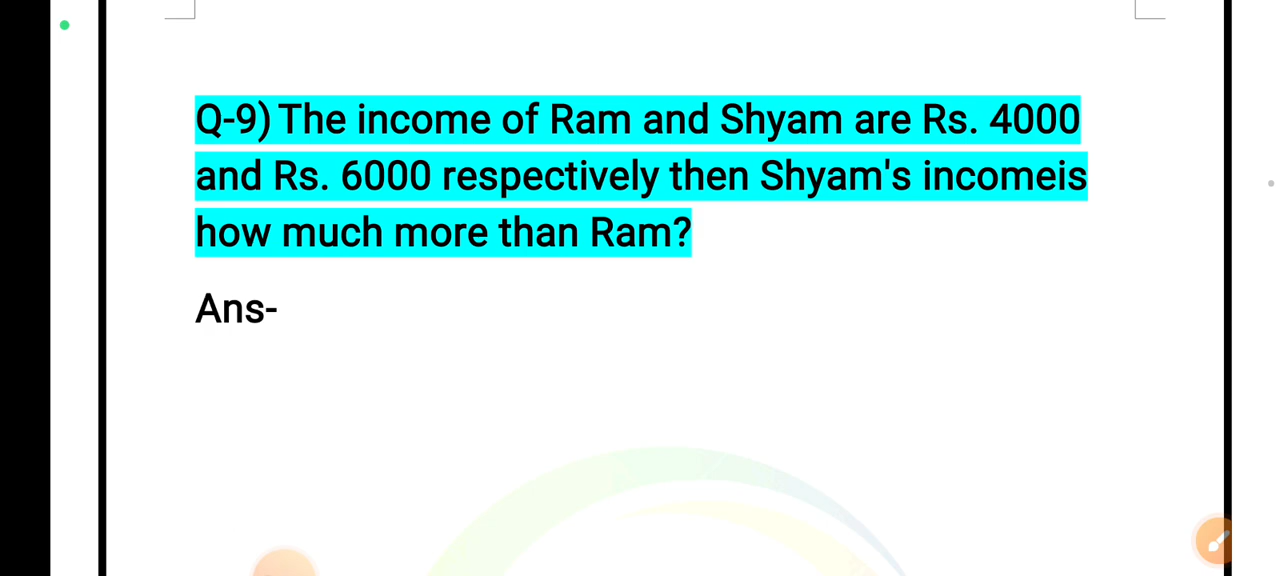 Q-9) The income of Ram and Shyam are Rs. 4000
and Rs. 6000 respectively then Shyam's incomeis
how much more than Ram?
Ans-